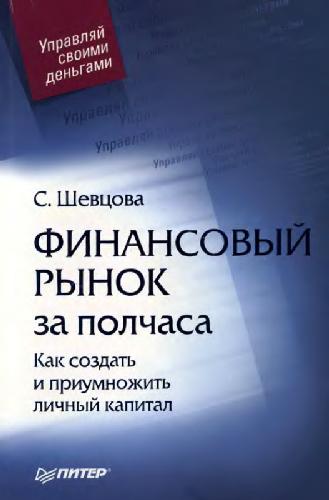 Управляй
своими
деньгами
С. Шевцова
ФИНАНСОВЫЙ
РЫНОК
за полчаса
Как создать
и приумножить
личный капитал
ПИТЕР